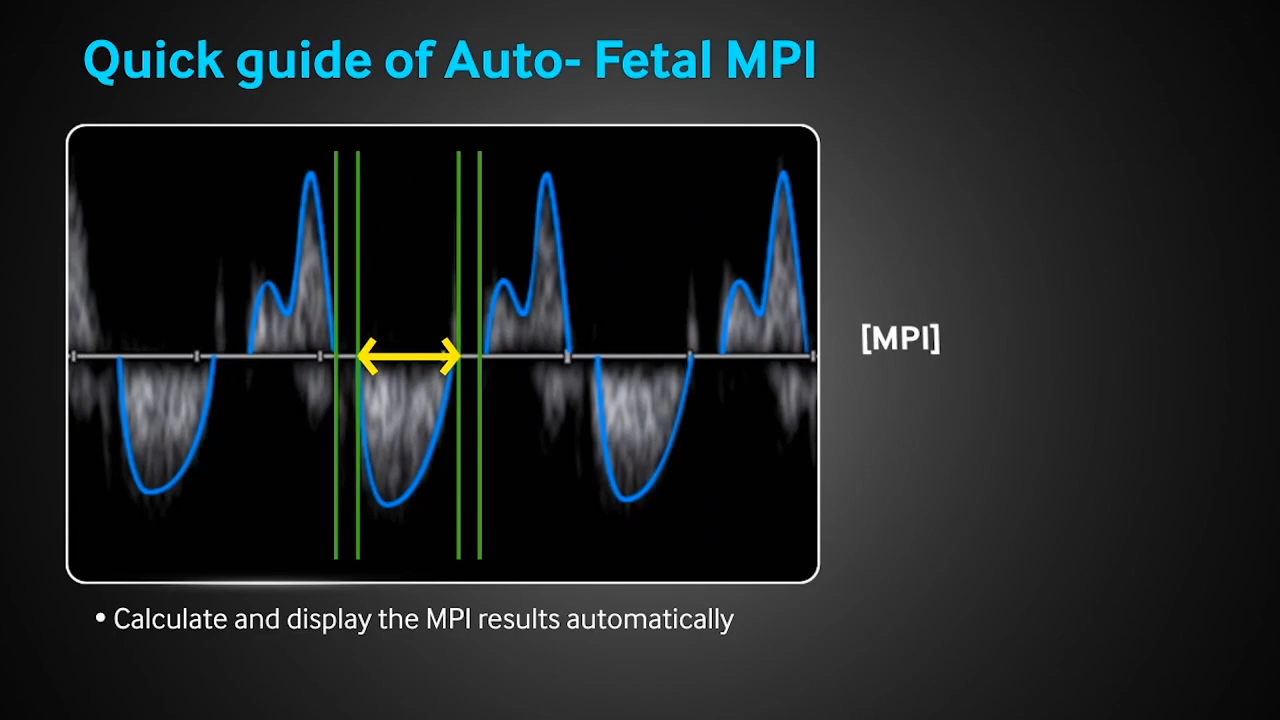 Quick guide of Auto- Fetal MPI
[MPI]
• Calculate and display the MPI results automatically